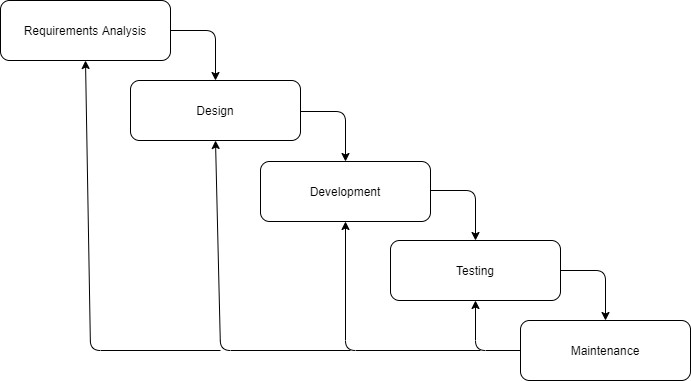 Requirements Analysis
Design
Development
Testing
Maintenance